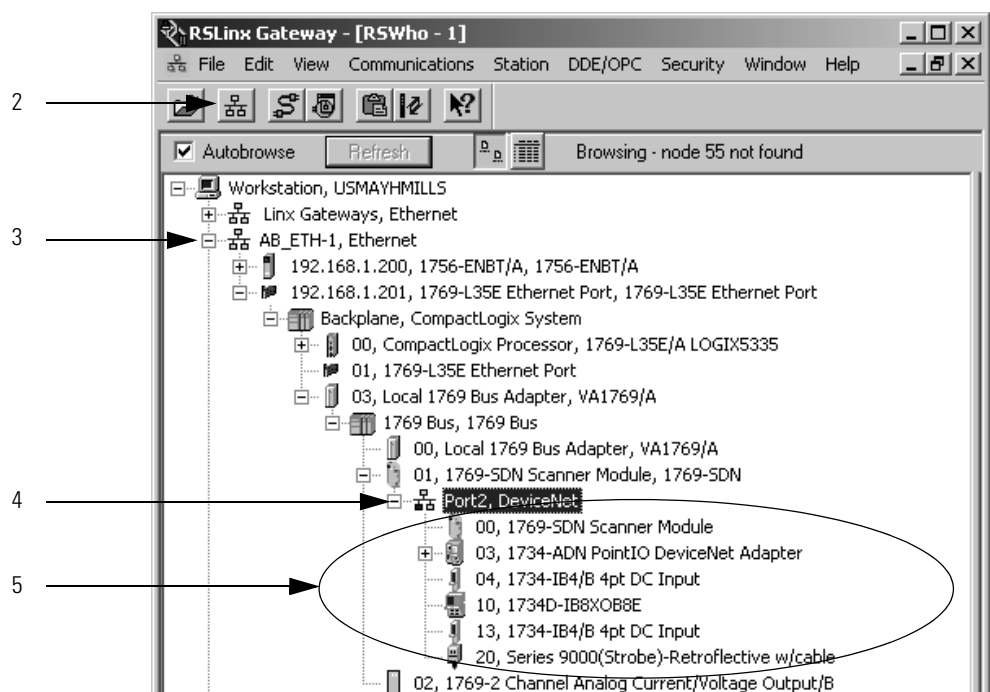 RSLinx Gateway - [RSWho - 1]
File Edit View Communications Station DDE/OPC Security Window Help
2
Autobrowse Refresh Browsing - node 55 not found
Workstation, USMAYHMILLS
Linx Gateways, Ethernet
3
AB_ETH-1, Ethernet
192.168.1.200, 1756-ENBT/A, 1756-ENBT/A
192.168.1.201, 1769-L35E Ethernet Port, 1769-L35E Ethernet Port
Backplane, CompactLogix System
00, CompactLogix Processor, 1769-L35E/A LOGIX5335
01, 1769-L35E Ethernet Port
03, Local 1769 Bus Adapter, VA1769/A
1769 Bus, 1769 Bus
00, Local 1769 Bus Adapter, VA1769/A
01, 1769-SDN Scanner Module, 1769-SDN
4
Port2, DeviceNet
00, 1769-SDN Scanner Module
03, 1734-ADN PointIO DeviceNet Adapter
5
04, 1734-IB4/B 4pt DC Input
10, 1734D-IB8XOB8E
13, 1734-IB4/B 4pt DC Input
20, Series 9000(Strobe)-Retroflective w/cable
02, 1769-2 Channel Analog Current/Voltage Output/B